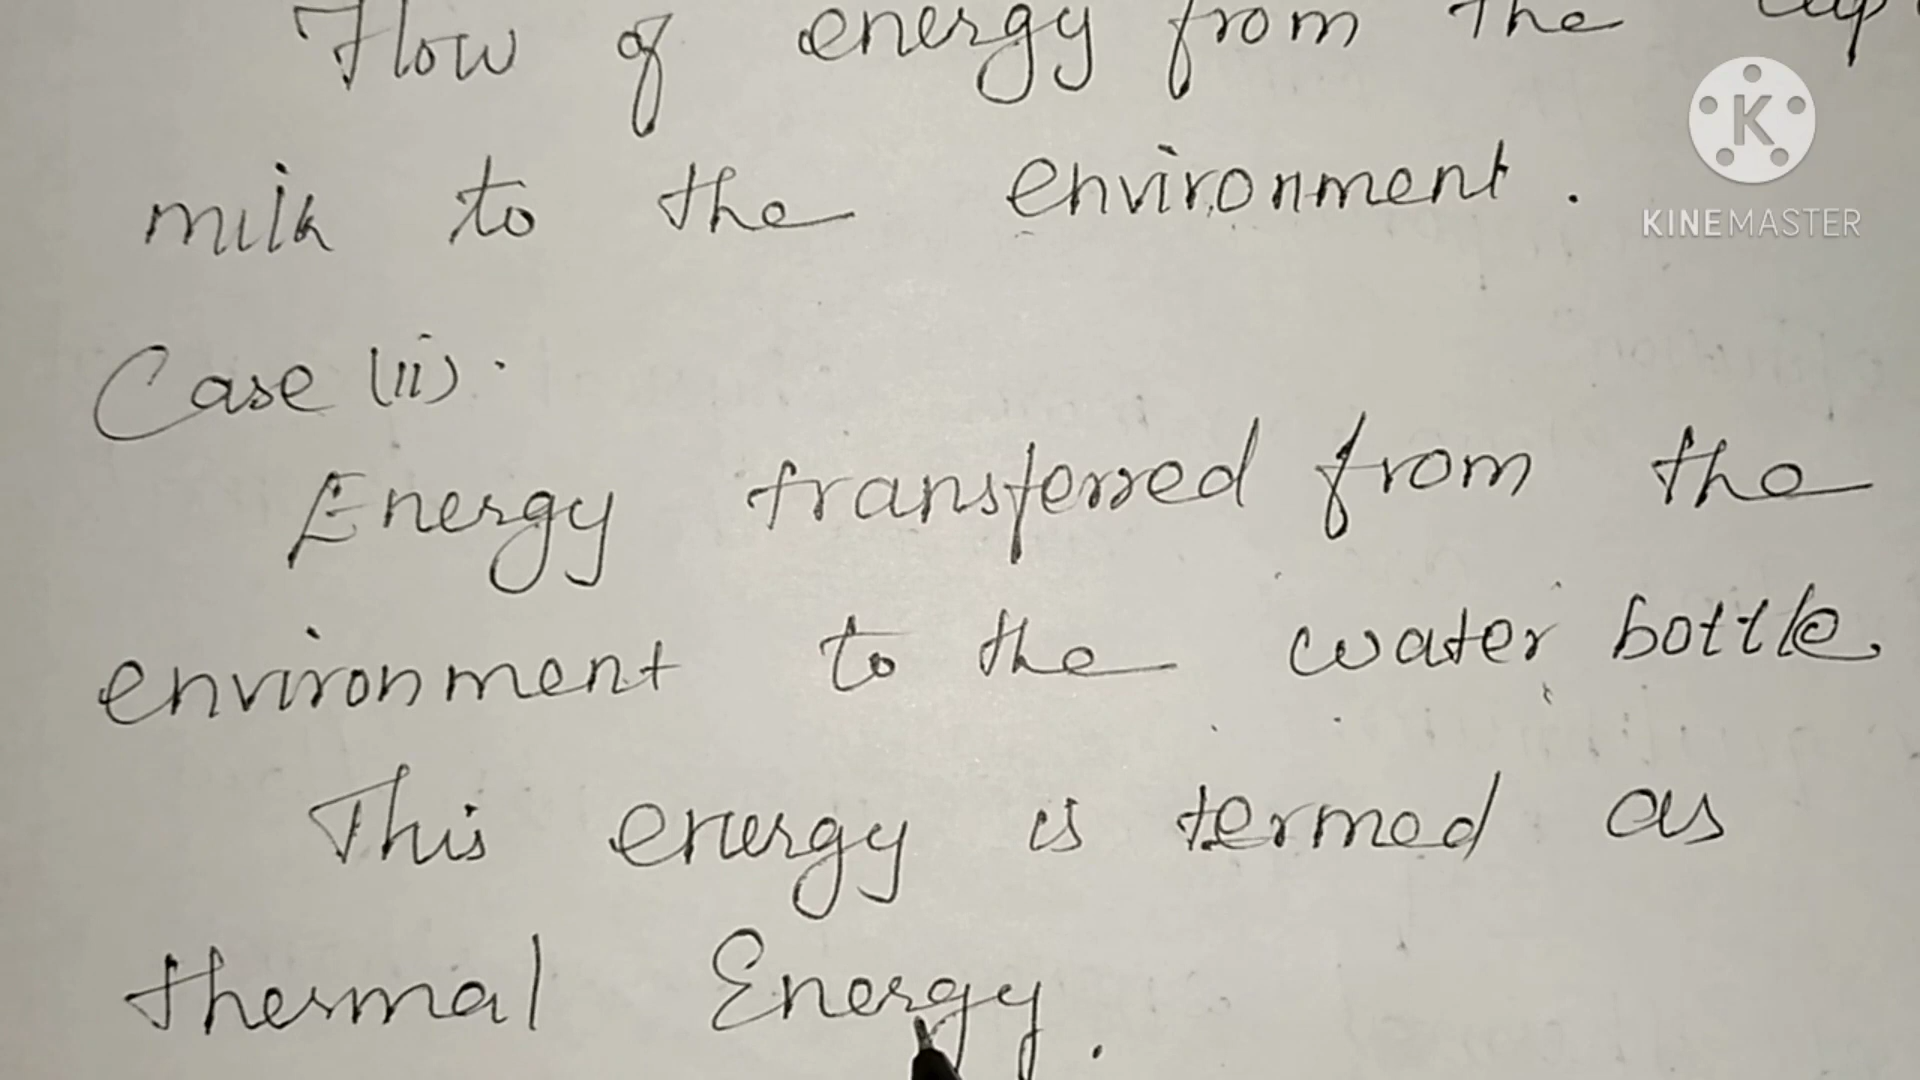 Flow of energy from the cup
milk to the environment.
KINEMASTER
Case (ii).
Energy transferred from the
environment to the water bottle.
This energy is termed as
thermal Energy.